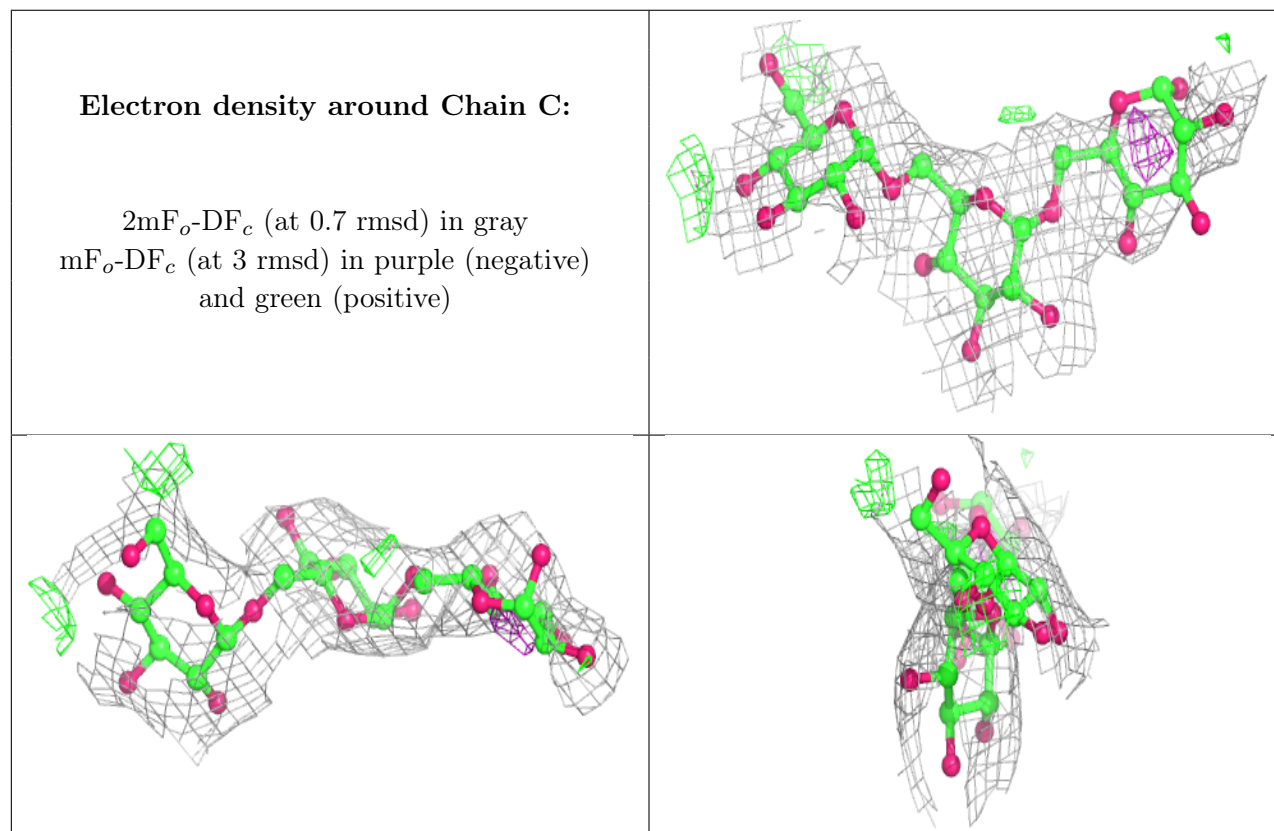 Electron density around Chain C:
2mFₒ-DF𝑐 (at 0.7 rmsd) in gray
mFₒ-DF𝑐 (at 3 rmsd) in purple (negative)
and green (positive)